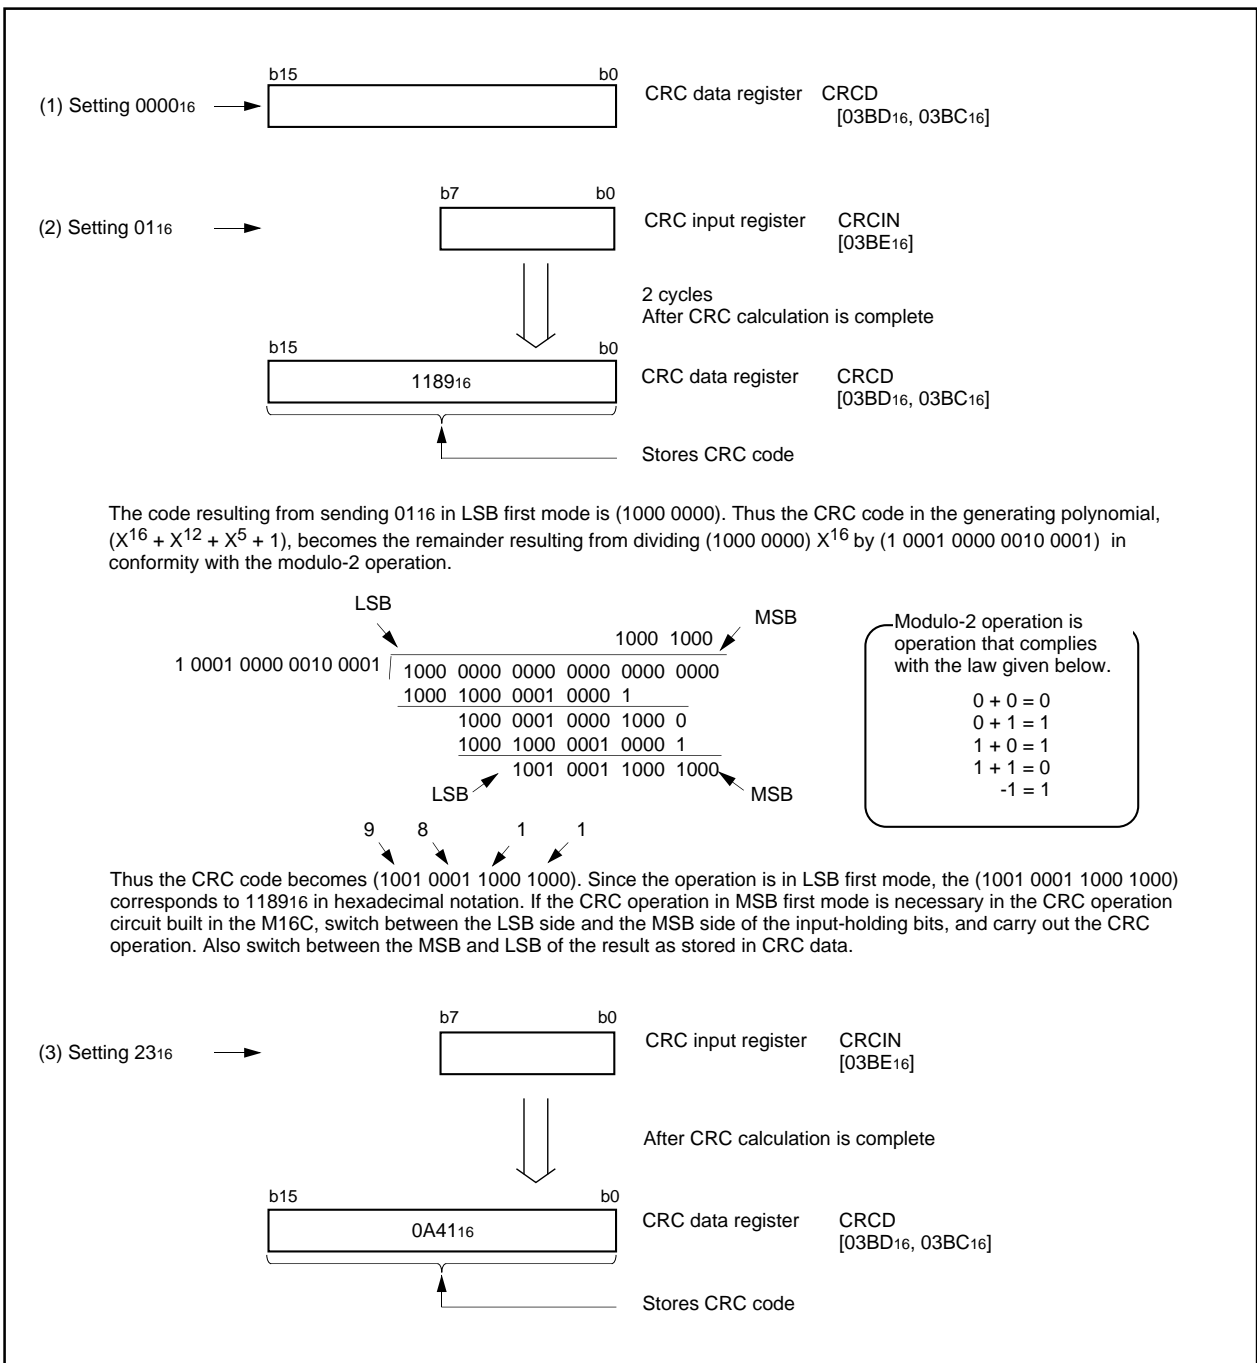 b15 b0
(1) Setting 000016
CRC data register CRCD
[03BD16, 03BC16]
b7 b0
(2) Setting 0116
CRC input register CRCIN
[03BE16]
2 cycles
After CRC calculation is complete
b15 b0
118916
CRC data register CRCD
[03BD16, 03BC16]
Stores CRC code
The code resulting from sending 0116 in LSB first mode is (1000 0000). Thus the CRC code in the generating polynomial,
(X16 + X12 + X5 + 1), becomes the remainder resulting from dividing (1000 0000) X16 by (1 0001 0000 0010 0001) in
conformity with the modulo-2 operation.
LSB
MSB
1000 1000
1 0001 0000 0010 0001
1000 0000 0000 0000 0000 0000
1000 1000 0001 0000 1
1000 0001 0000 1000 0
1000 1000 0001 0000 1
1001 0001 1000 1000
LSB
MSB
Modulo-2 operation is
operation that complies
with the law given below.
0 + 0 = 0
0 + 1 = 1
1 + 0 = 1
1 + 1 = 0
-1 = 1
9 8 1 1
Thus the CRC code becomes (1001 0001 1000 1000). Since the operation is in LSB first mode, the (1001 0001 1000 1000)
corresponds to 118916 in hexadecimal notation. If the CRC operation in MSB first mode is necessary in the CRC operation
circuit built in the M16C, switch between the LSB side and the MSB side of the input-holding bits, and carry out the CRC
operation. Also switch between the MSB and LSB of the result as stored in CRC data.
b7 b0
(3) Setting 2316
CRC input register CRCIN
[03BE16]
After CRC calculation is complete
b15 b0
0A4116
CRC data register CRCD
[03BD16, 03BC16]
Stores CRC code